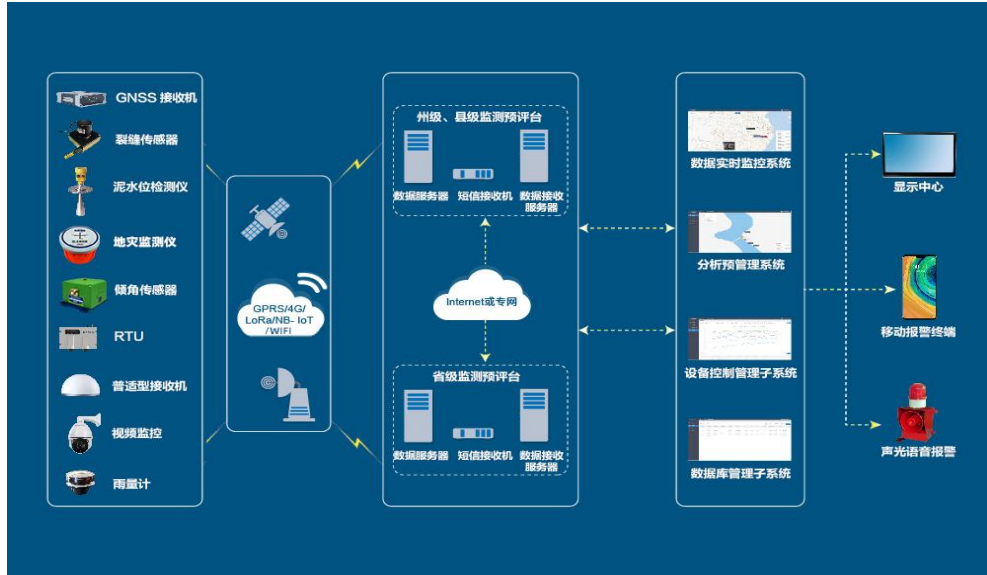 GNSS 接收机
裂缝传感器
泥水位检测仪
地灾监测仪
倾角传感器
RTU
普适型接收机
视频监控
雨量计
GPRS/4G/
LoRa/NB- IoT
/WIFI
州级、县级监测预评台
数据服务器
短信接收机
数据接收
服务器
Internet或专网
省级监测预评台
数据服务器
短信接收机
数据接收
服务器
数据实时监控系统
分析预管理系统
设备控制管理子系统
数据库管理子系统
显示中心
移动报警终端
声光语音报警